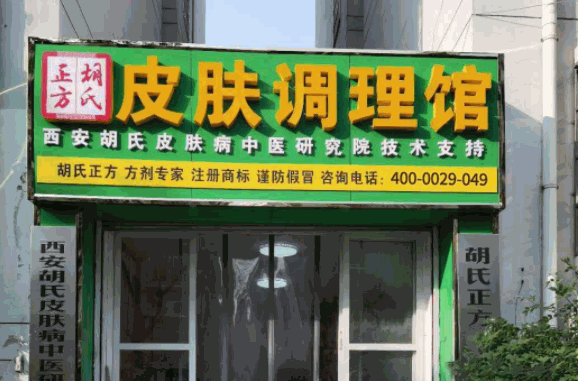 胡氏正方
皮肤调理馆
西安胡氏皮肤病中医研究院技术支持
胡氏正方 方剂专家 注册商标 谨防假冒 咨询电话：400-0029-049
西安胡氏皮肤病中医研
胡氏正方